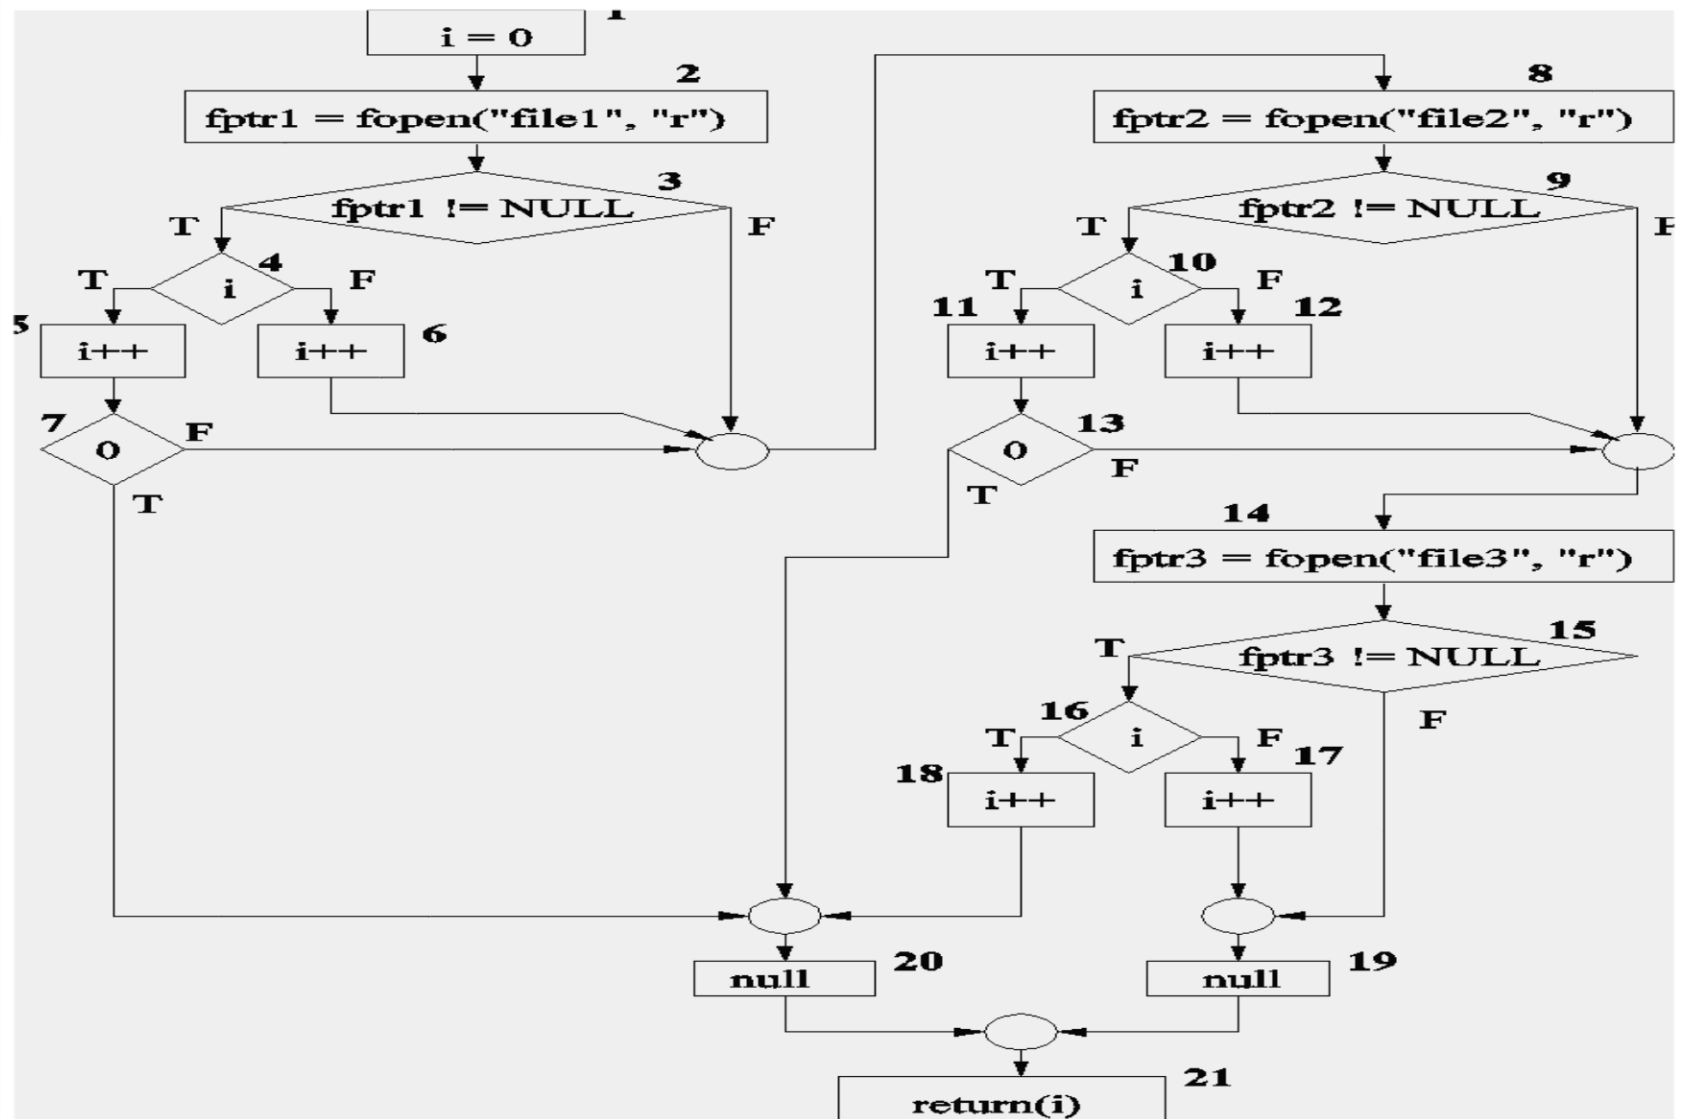 1
i = 0
2
fptr1 = fopen("file1", "r")
3
fptr1 != NULL
T
F
4
i
T
F
5
i++
6
i++
7
0
F
T
8
fptr2 = fopen("file2", "r")
9
fptr2 != NULL
T
F
10
i
T
F
11
i++
12
i++
13
0
F
T
14
fptr3 = fopen("file3", "r")
15
fptr3 != NULL
T
F
16
i
T
F
17
18
i++
i++
20
null
19
null
21
return(i)